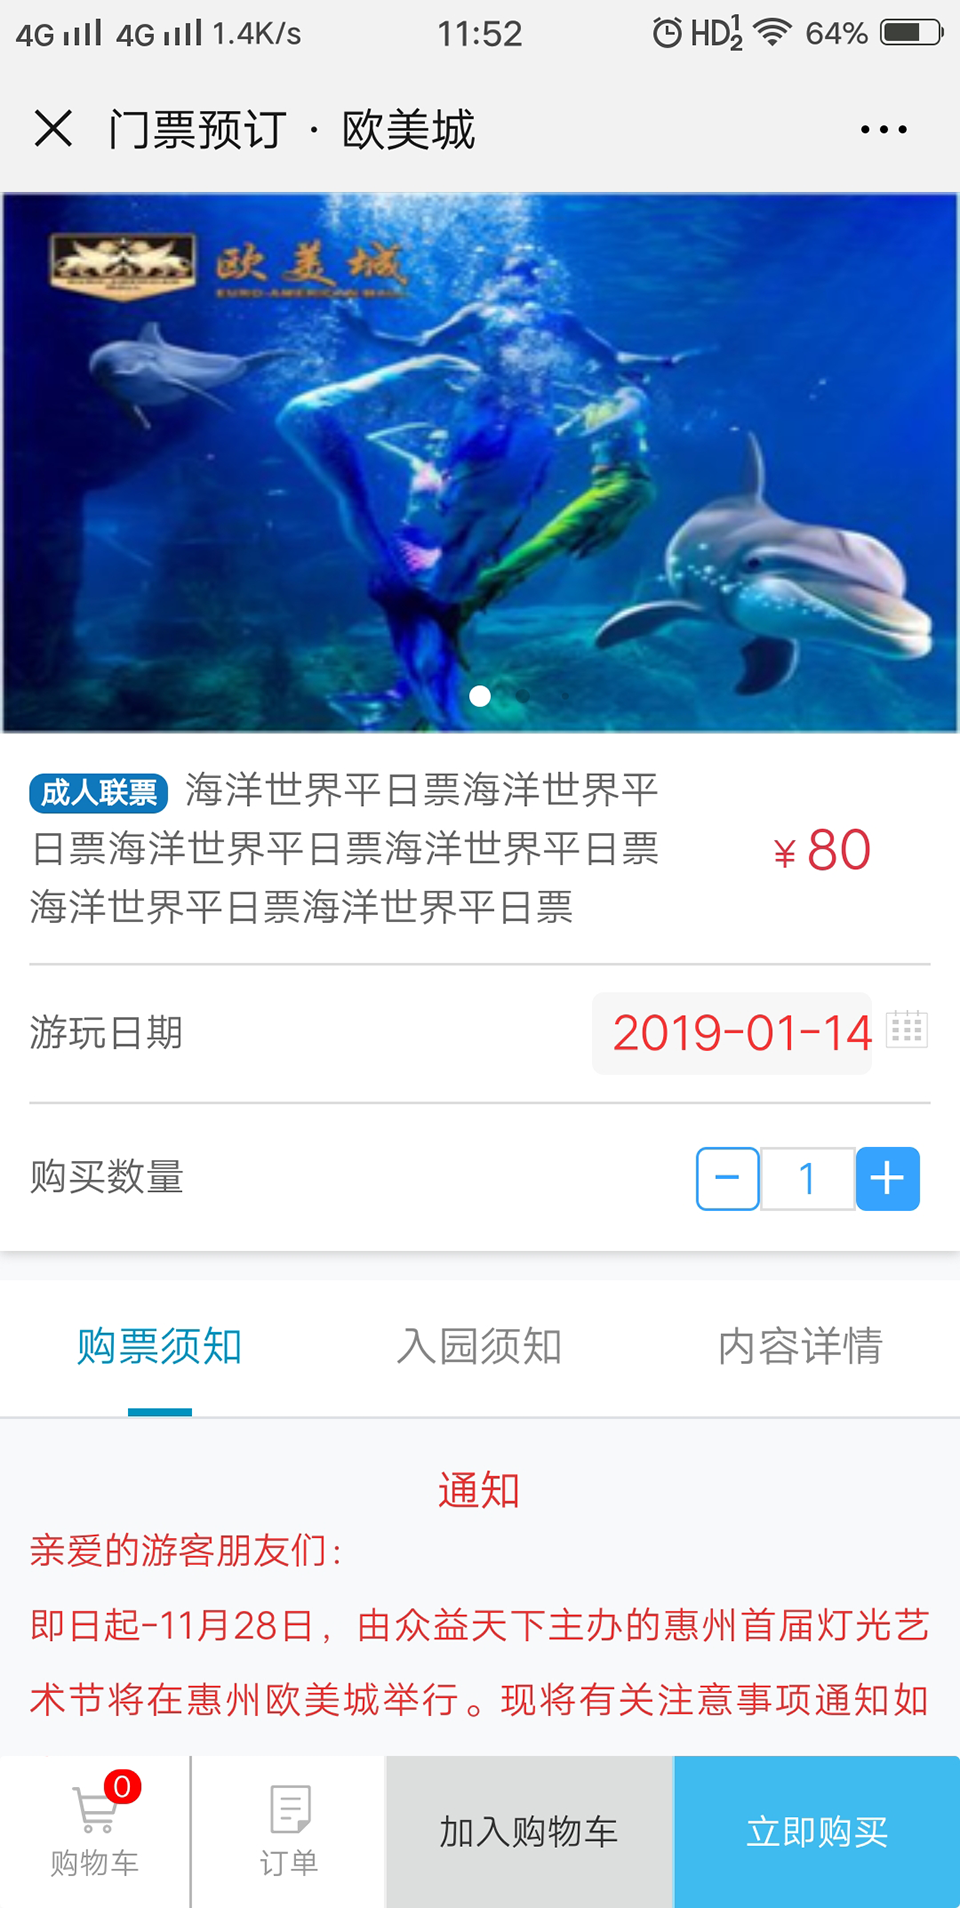 4G 4G 1.4K/s 11:52 HD 1 2 64%
门票预订 · 欧美城
欧美城
EURO-AMERICAN MALL
成人联票 海洋世界平日票海洋世界平
日票海洋世界平日票海洋世界平日票
海洋世界平日票海洋世界平日票
¥80
游玩日期 2019-01-14
购买数量 − 1 +
购票须知 入园须知 内容详情
通知
亲爱的游客朋友们：
即日起-11月28日，由众益天下主办的惠州首届灯光艺
术节将在惠州欧美城举行。现将有关注意事项通知如
0
购物车 订单 加入购物车 立即购买